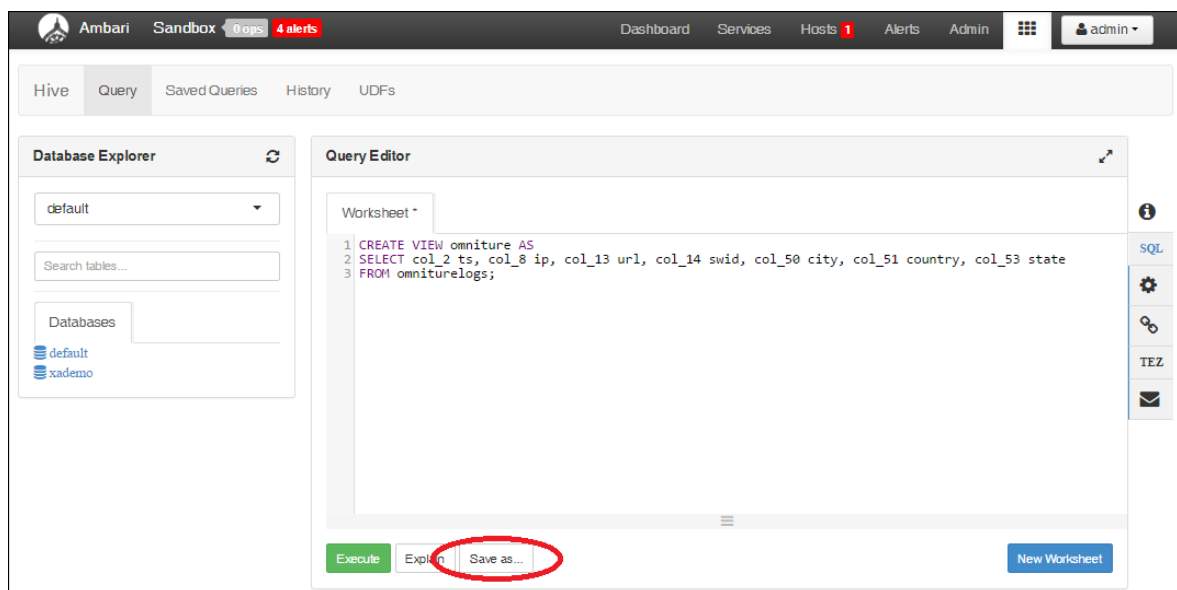 Ambari Sandbox 0 ops 4 alerts Dashboard Services Hosts 1 Alerts Admin admin
Hive Query Saved Queries History UDFs
Database Explorer
default
Search tables...
Databases
default
xademo
Query Editor
Worksheet *
1 CREATE VIEW omniture AS
2 SELECT col_2 ts, col_8 ip, col_13 url, col_14 swid, col_50 city, col_51 country, col_53 state
3 FROM omniturelogs;
Execute Explain Save as... New Worksheet
SQL
TEZ